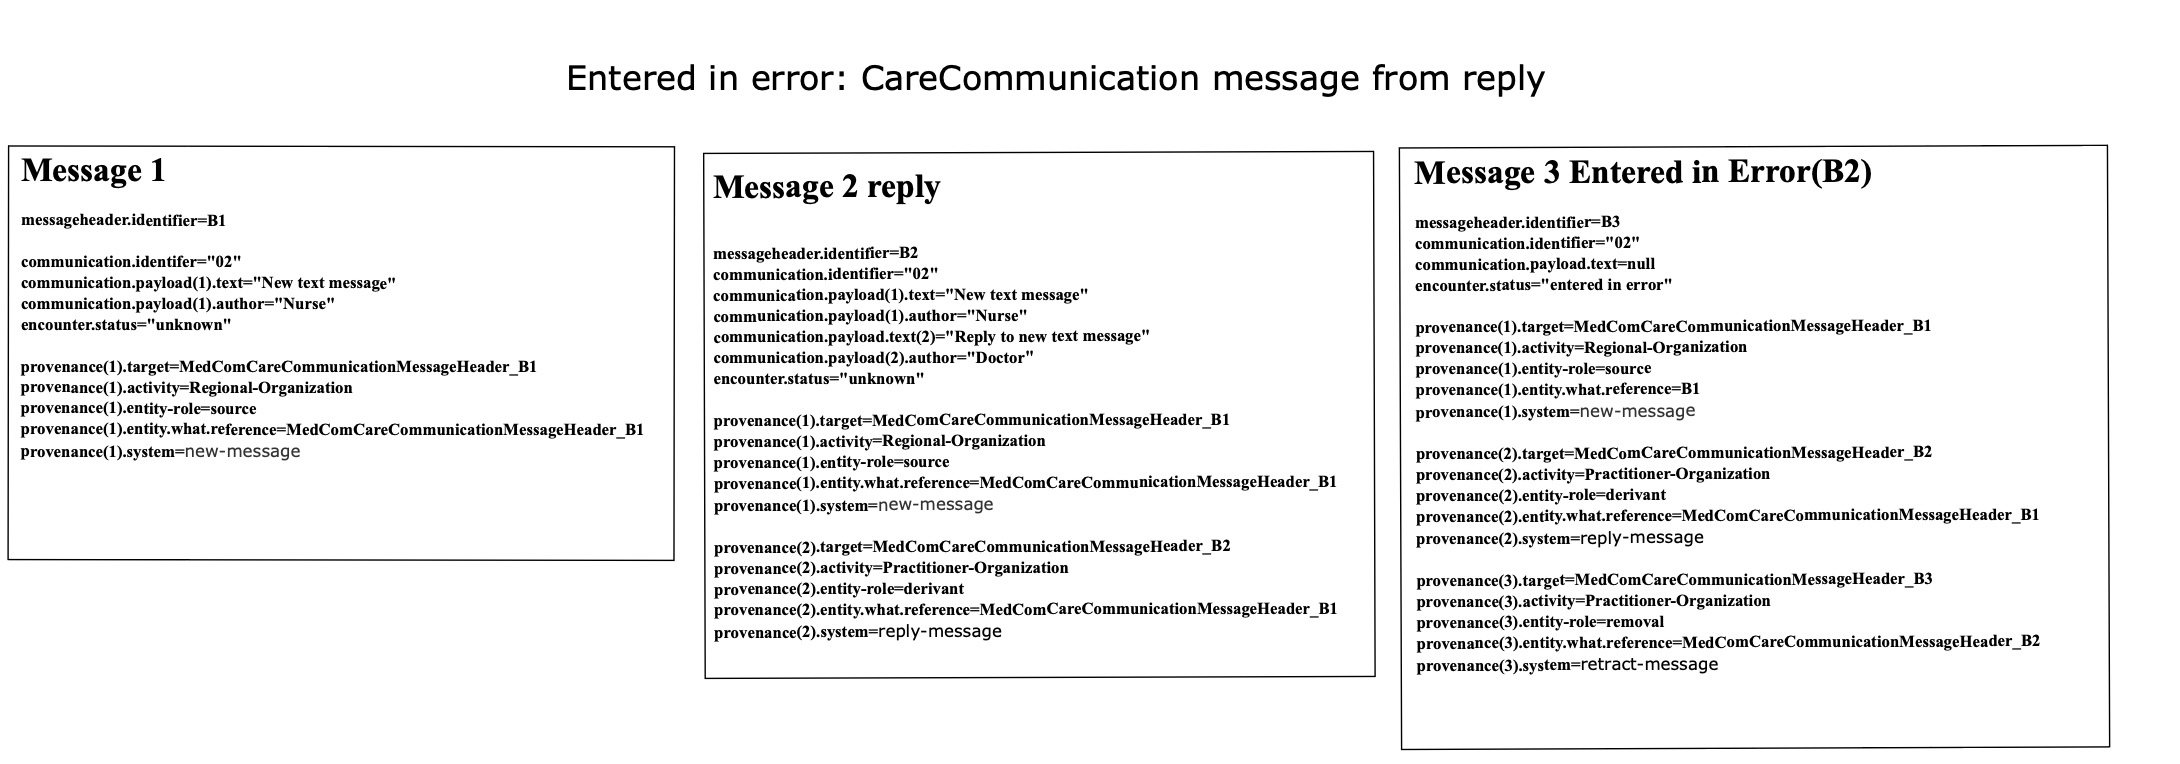 Entered in error: CareCommunication message from reply
Message 1
messageheader.identifier=B1
communication.identifer="02"
communication.payload(1).text="New text message"
communication.payload(1).author="Nurse"
encounter.status="unknown"
provenance(1).target=MedComCareCommunicationMessageHeader_B1
provenance(1).activity=Regional-Organization
provenance(1).entity-role=source
provenance(1).entity.what.reference=MedComCareCommunicationMessageHeader_B1
provenance(1).system=new-message
Message 2 reply
messageheader.identifier=B2
communication.identifier="02"
communication.payload(1).text="New text message"
communication.payload(1).author="Nurse"
communication.payload.text(2)="Reply to new text message"
communication.payload(2).author="Doctor"
encounter.status="unknown"
provenance(1).target=MedComCareCommunicationMessageHeader_B1
provenance(1).activity=Regional-Organization
provenance(1).entity-role=source
provenance(1).entity.what.reference=MedComCareCommunicationMessageHeader_B1
provenance(1).system=new-message
provenance(2).target=MedComCareCommunicationMessageHeader_B2
provenance(2).activity=Practitioner-Organization
provenance(2).entity-role=derivant
provenance(2).entity.what.reference=MedComCareCommunicationMessageHeader_B1
provenance(2).system=reply-message
Message 3 Entered in Error(B2)
messageheader.identifier=B3
communication.identifier="02"
communication.payload.text=null
encounter.status="entered in error"
provenance(1).target=MedComCareCommunicationMessageHeader_B1
provenance(1).activity=Regional-Organization
provenance(1).entity-role=source
provenance(1).entity.what.reference=B1
provenance(1).system=new-message
provenance(2).target=MedComCareCommunicationMessageHeader_B2
provenance(2).activity=Practitioner-Organization
provenance(2).entity-role=derivant
provenance(2).entity.what.reference=MedComCareCommunicationMessageHeader_B1
provenance(2).system=reply-message
provenance(3).target=MedComCareCommunicationMessageHeader_B3
provenance(3).activity=Practitioner-Organization
provenance(3).entity-role=removal
provenance(3).entity.what.reference=MedComCareCommunicationMessageHeader_B2
provenance(3).system=retract-message